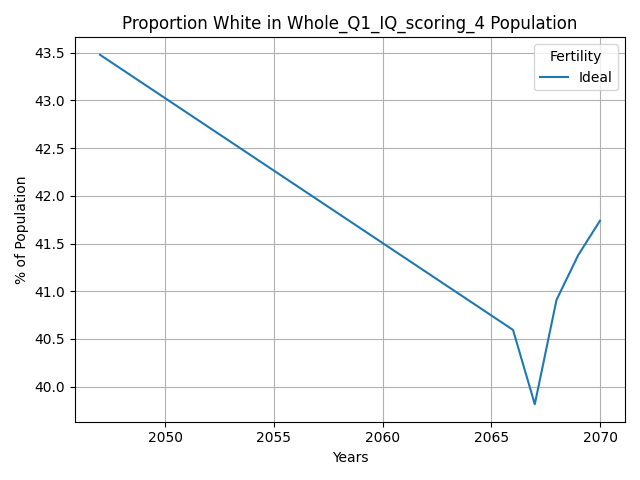 Proportion White in Whole_Q1_IQ_scoring_4 Population
Fertility
Ideal
43.5
43.0
42.5
42.0
41.5
41.0
40.5
40.0
% of Population
2050 2055 2060 2065 2070
Years